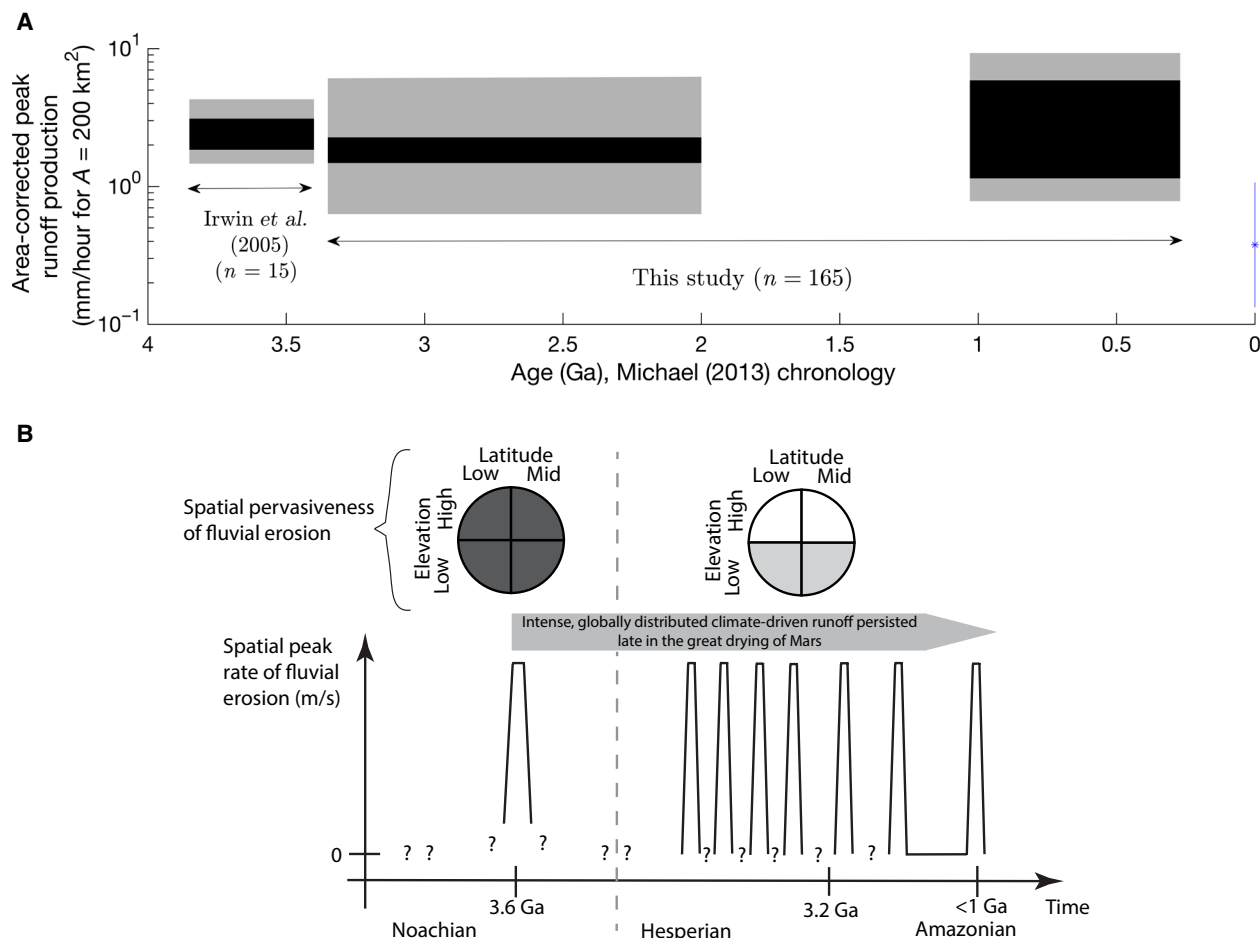 A
Area-corrected peak
runoff production
(mm/hour for A = 200 km²)
10¹
10⁰
10⁻¹
Irwin et al.
(2005)
(n = 15)
This study (n = 165)
4 3.5 3 2.5 2 1.5 1 0.5 0
Age (Ga), Michael (2013) chronology
B
Spatial pervasiveness
of fluvial erosion
Latitude
Low Mid
Elevation
Low High
Latitude
Low Mid
Elevation
Low High
Intense, globally distributed climate-driven runoff persisted
late in the great drying of Mars
Spatial peak
rate of fluvial
erosion (m/s)
0
? ? ? ? ? ? ? ? ? ? ?
3.6 Ga 3.2 Ga <1 Ga Time
Noachian Hesperian Amazonian